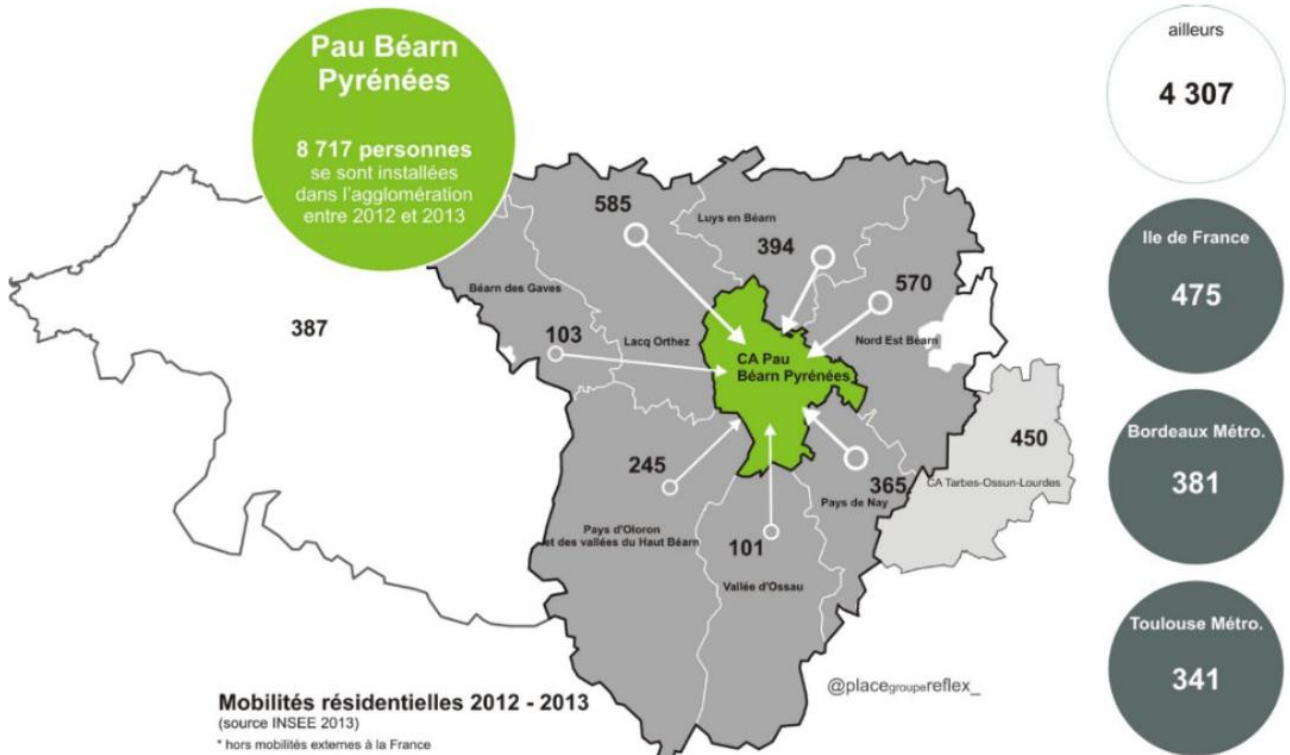 Pau Béarn
Pyrénées
8 717 personnes
se sont installées
dans l'agglomération
entre 2012 et 2013
ailleurs
4 307
Ile de France
475
Bordeaux Métro.
381
Toulouse Métro.
341
585
Luys en Béarn
394
570
Béarn des Gaves
387
103
Lacq Orthez
Nord Est Béarn
CA Pau
Béarn Pyrénées
450
CA Tarbes-Ossun-Lourdes
245
365
Pays de Nay
Pays d'Oloron
et des vallées du Haut Béarn
101
Vallée d'Ossau
@placegroupereflex_
Mobilités résidentielles 2012 - 2013
(source INSEE 2013)
* hors mobilités externes à la France